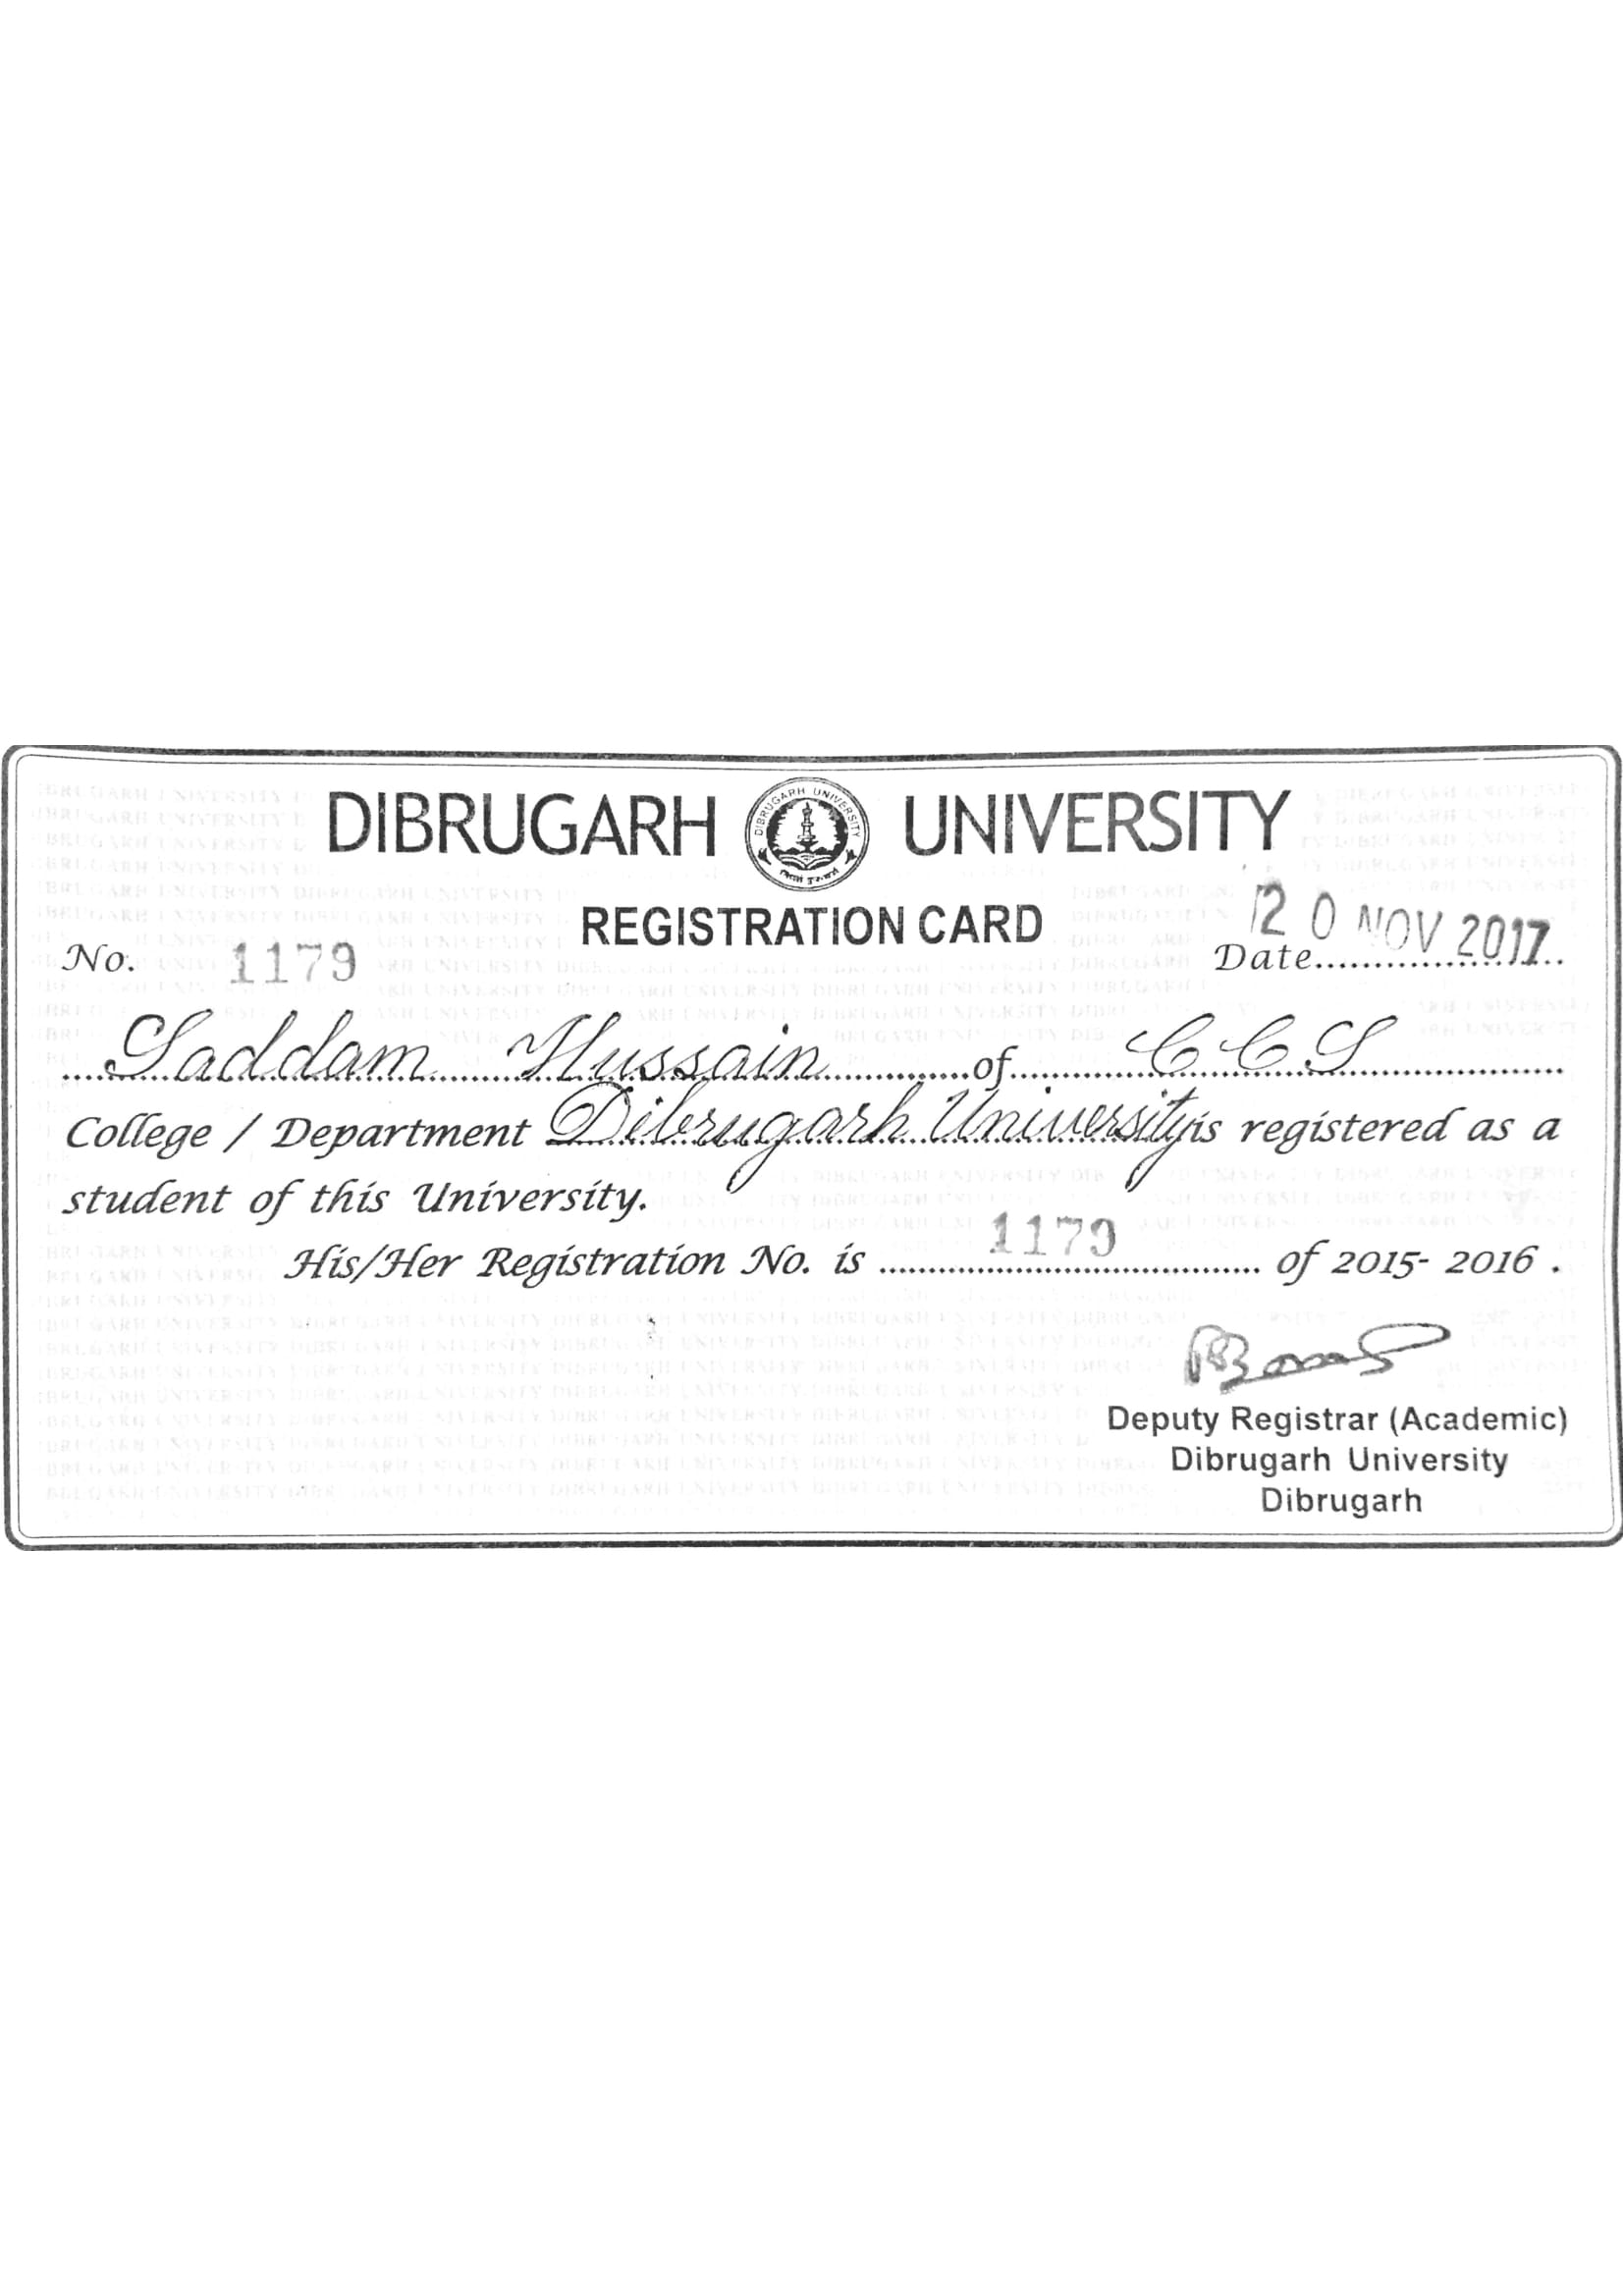 DIBRUGARH UNIVERSITY
DIBRUGARH UNIVERSITY
REGISTRATION CARD
No. 1179
Date 20 NOV 2017
Saddam Hussain of C C S
College / Department Dibrugarh University is registered as a
student of this University.
His/Her Registration No. is 1179 of 2015- 2016 .
Deputy Registrar (Academic)
Dibrugarh University
Dibrugarh